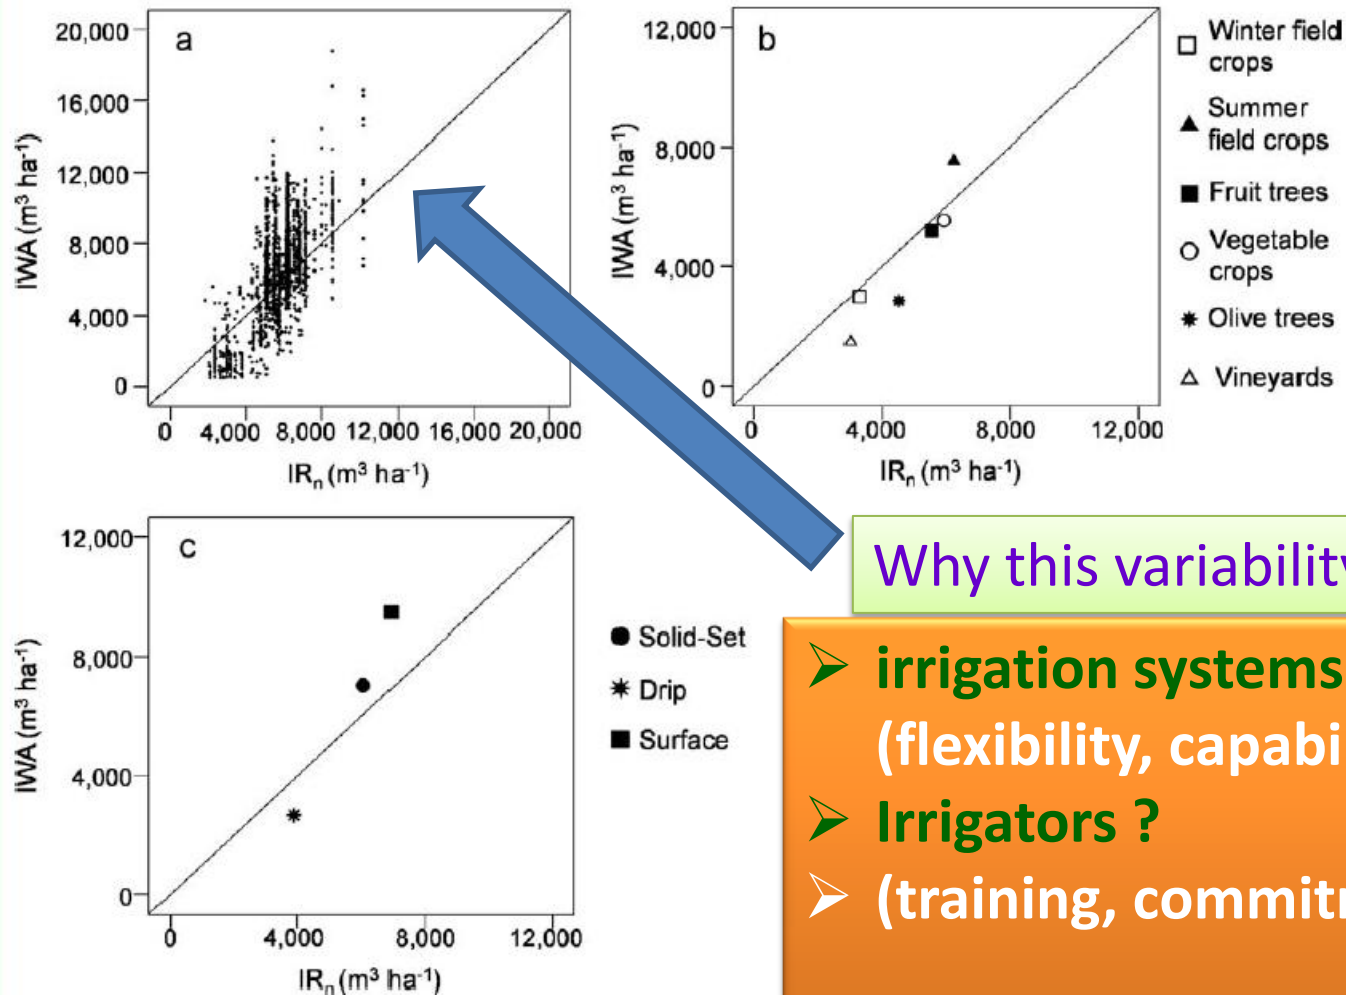 a
20,000
16,000
12,000
8,000
4,000
0
IWA (m³ ha⁻¹)
0 4,000 8,000 12,000 16,000 20,000
IRₙ (m³ ha⁻¹)
b
12,000
8,000
4,000
0
IWA (m³ ha⁻¹)
0 4,000 8,000 12,000
IRₙ (m³ ha⁻¹)
Winter field
crops
Summer
field crops
Fruit trees
Vegetable
crops
Olive trees
Vineyards
c
12,000
8,000
4,000
0
IWA (m³ ha⁻¹)
0 4,000 8,000 12,000
IRₙ (m³ ha⁻¹)
Solid-Set
Drip
Surface
Why this variability
➢ irrigation systems
(flexibility, capabi
➢ Irrigators ?
➢ (training, commit